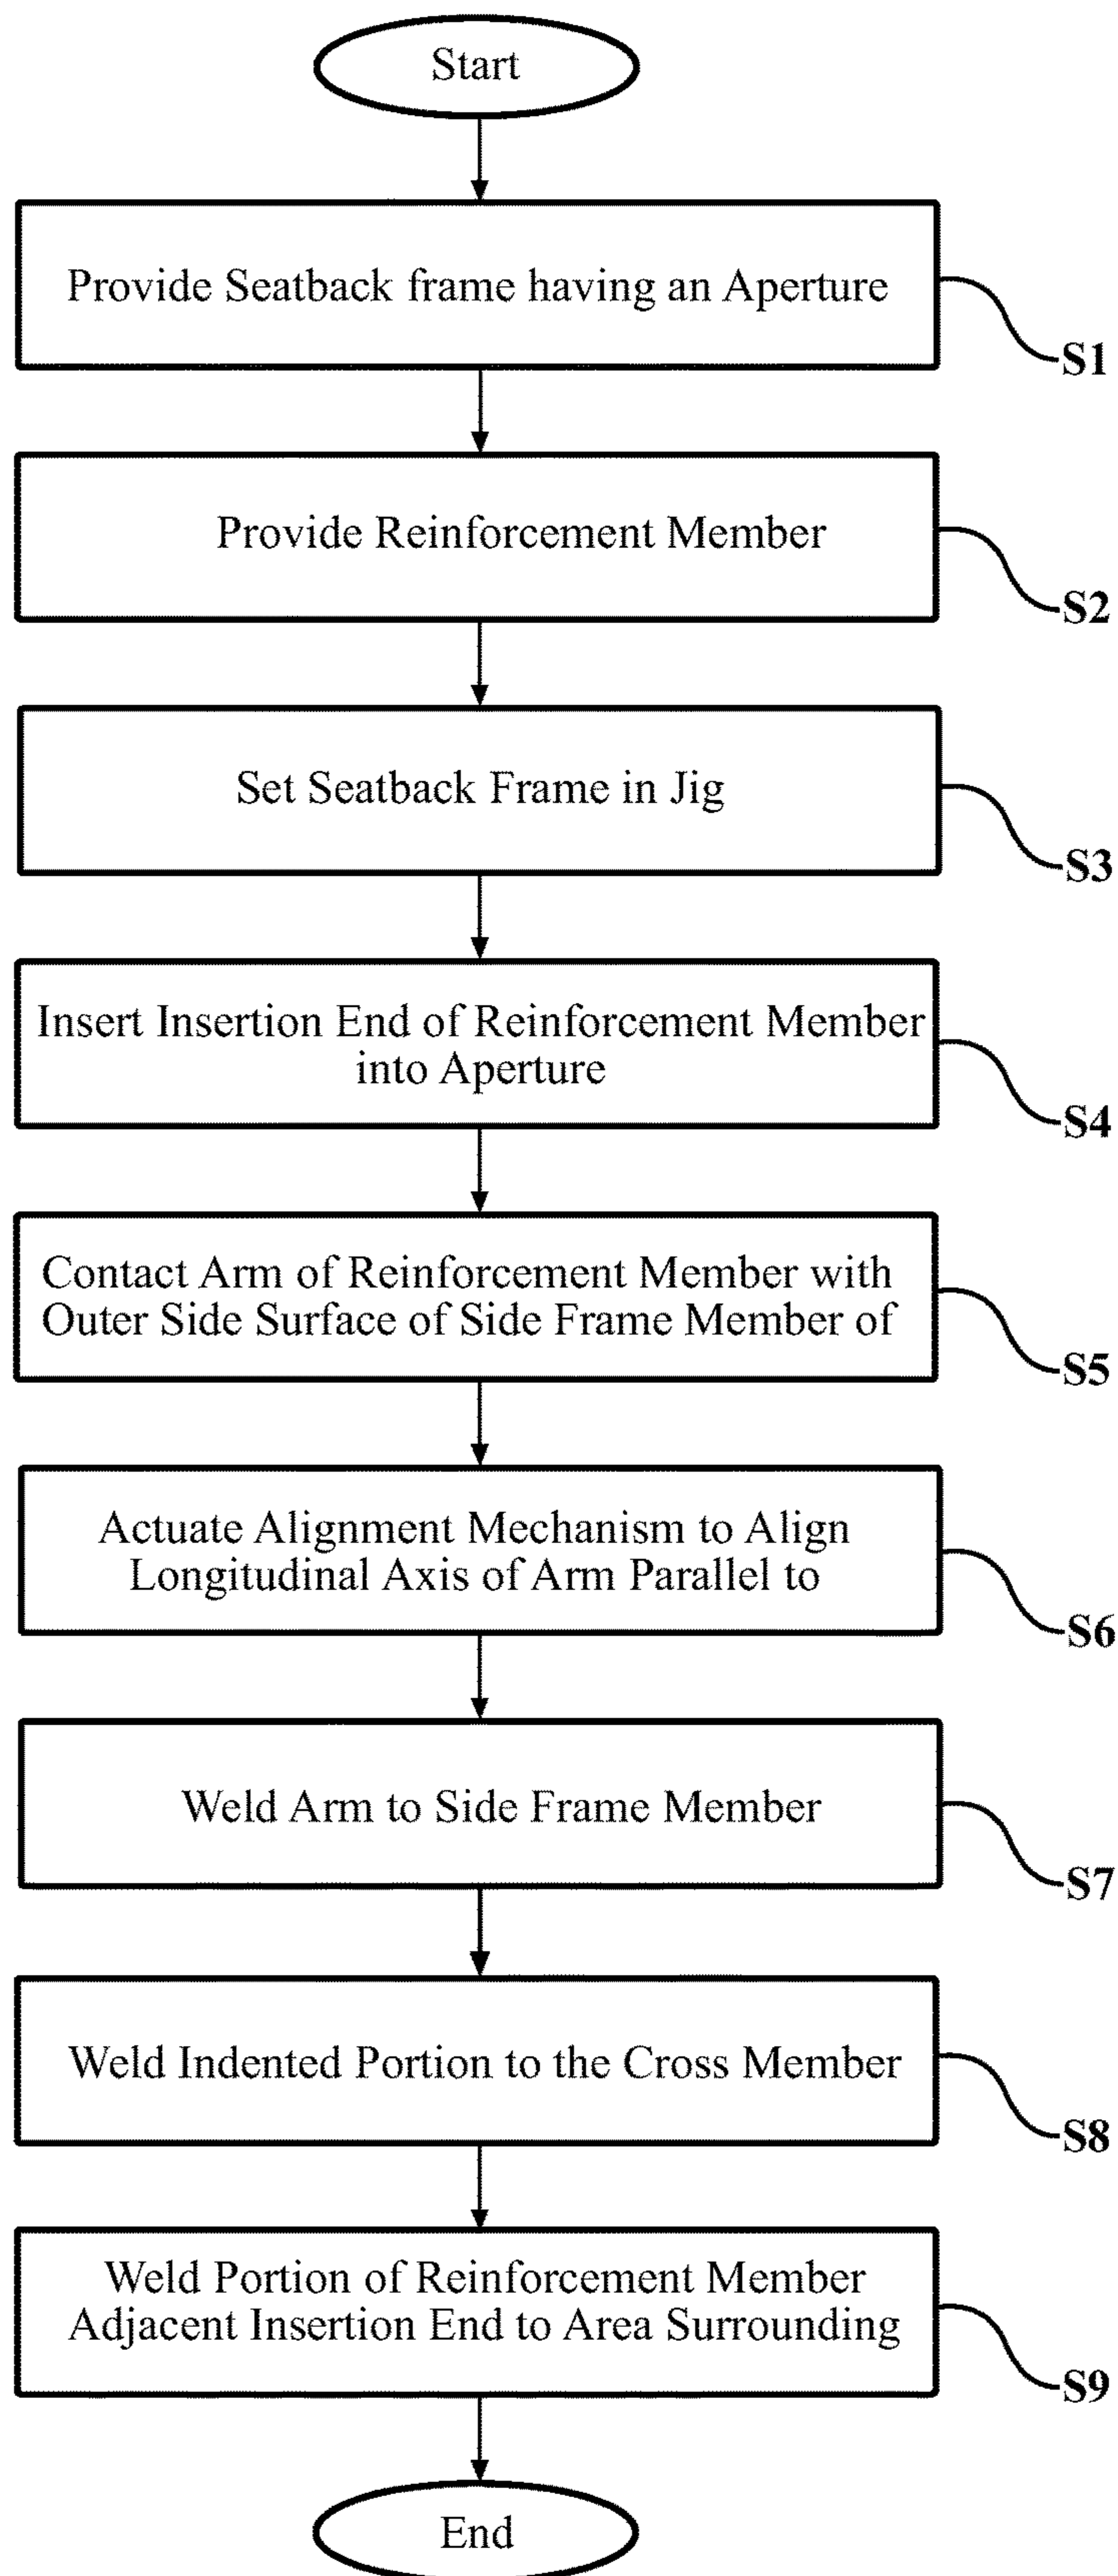 Start
Provide Seatback frame having an Aperture
S1
Provide Reinforcement Member
S2
Set Seatback Frame in Jig
S3
Insert Insertion End of Reinforcement Member
into Aperture
S4
Contact Arm of Reinforcement Member with
Outer Side Surface of Side Frame Member of
S5
Actuate Alignment Mechanism to Align
Longitudinal Axis of Arm Parallel to
S6
Weld Arm to Side Frame Member
S7
Weld Indented Portion to the Cross Member
S8
Weld Portion of Reinforcement Member
Adjacent Insertion End to Area Surrounding
S9
End